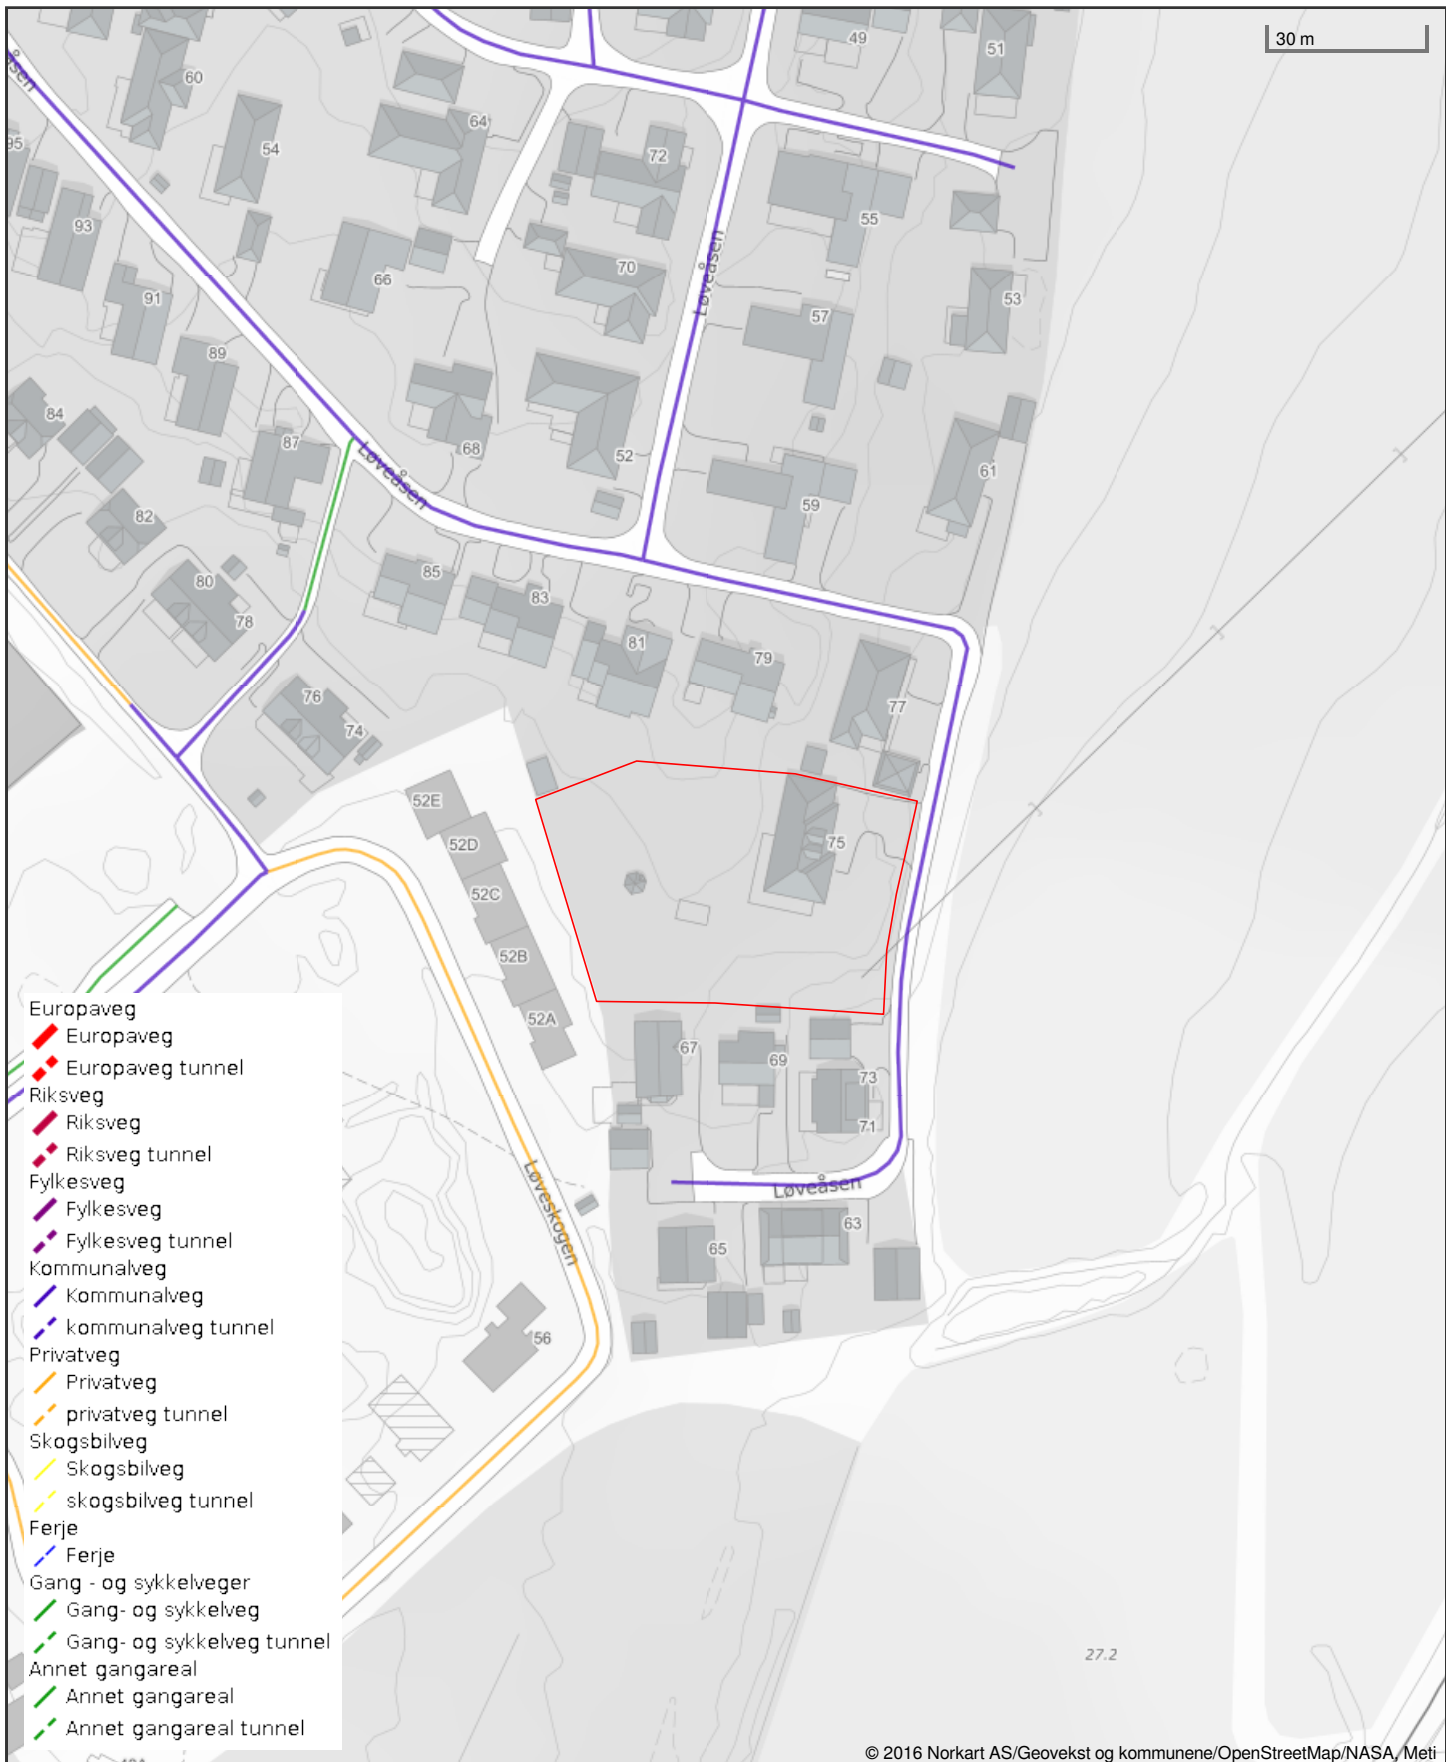 30 m
49
51
60
åsen
64
54
95
72
55
93
Løveåsen
70
66
53
91
57
89
84
87
68
52
61
Løveåsen
59
82
80
85
83
78
81
79
76
77
74
52E
52D
75
52C
52B
52A
67
69
73
71
Løveåsen
Løveskogen
63
65
56
27.2
Europaveg
Europaveg
Europaveg tunnel
Riksveg
Riksveg
Riksveg tunnel
Fylkesveg
Fylkesveg
Fylkesveg tunnel
Kommunalveg
Kommunalveg
kommunalveg tunnel
Privatveg
Privatveg
privatveg tunnel
Skogsbilveg
Skogsbilveg
skogsbilveg tunnel
Ferje
Ferje
Gang - og sykkelveger
Gang- og sykkelveg
Gang- og sykkelveg tunnel
Annet gangareal
Annet gangareal
Annet gangareal tunnel
© 2016 Norkart AS/Geovekst og kommunene/OpenStreetMap/NASA, Meti